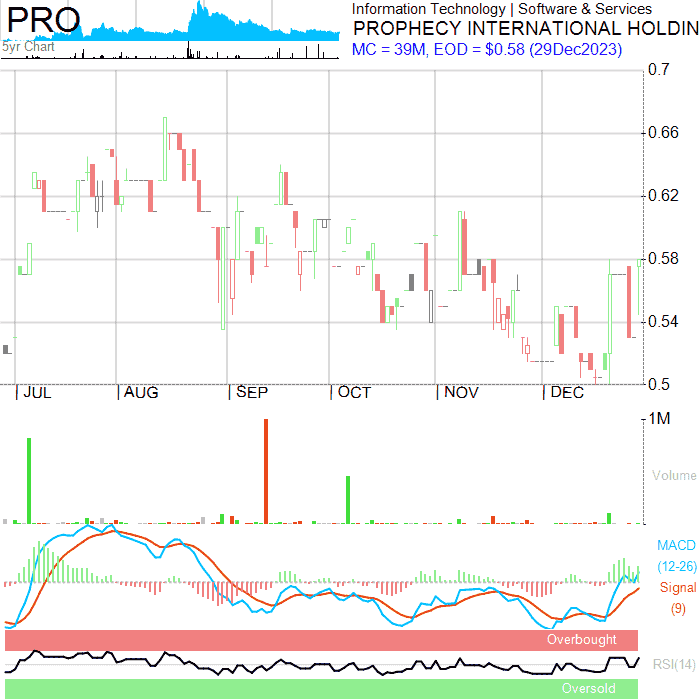 PRO
5yr Chart
Information Technology | Software & Services
PROPHECY INTERNATIONAL HOLDIN
MC = 39M, EOD = $0.58 (29Dec2023)
0.7
0.66
0.62
0.58
0.54
0.5
JUL AUG SEP OCT NOV DEC
1M
Volume
MACD
(12-26)
Signal
(9)
Overbought
RSI(14)
Oversold